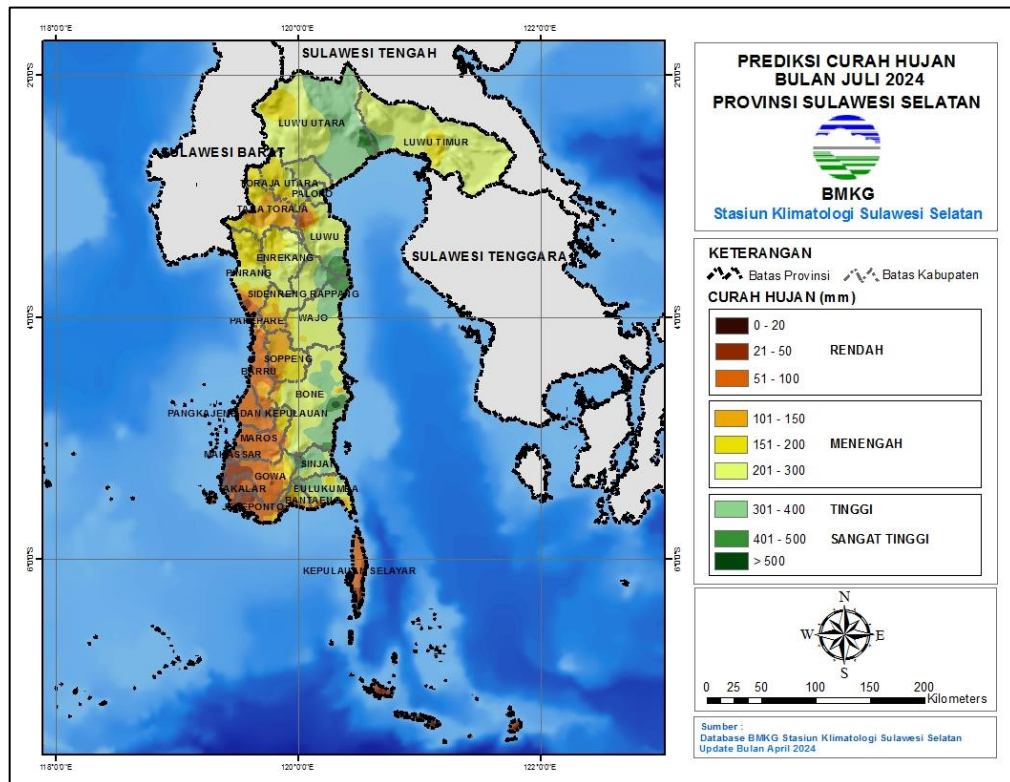 118°0'0"E 120°0'0"E 122°0'0"E
SULAWESI TENGAH
2°0'0"S 2°0'0"S
LUWU UTARA
LUWU TIMUR
SULAWESI BARAT
TORAJA UTARA
PALOPO
TANA TORAJA
LUWU
ENREKANG
SULAWESI TENGGARA
PINRANG
SIDENRENG RAPPANG
PAREPARE
WAJO
4°0'0"S 4°0'0"S
SOPPENG
BARRU
BONE
PANGKAJENE DAN KEPULAUAN
MAROS
MAKASSAR
SINJAI
GOWA
TAKALAR
BULUKUMBA
BANTAENG
JENEPONTO
6°0'0"S 6°0'0"S
KEPULAUAN SELAYAR
118°0'0"E 120°0'0"E 122°0'0"E
PREDIKSI CURAH HUJAN
BULAN JULI 2024
PROVINSI SULAWESI SELATAN
BMKG
Stasiun Klimatologi Sulawesi Selatan
KETERANGAN
Batas Provinsi Batas Kabupaten
CURAH HUJAN (mm)
0 - 20
21 - 50 RENDAH
51 - 100
101 - 150
151 - 200 MENENGAH
201 - 300
301 - 400 TINGGI
401 - 500 SANGAT TINGGI
> 500
N
W E
S
0 12.5 25 50 100 150 200
Kilometers
Sumber :
Database BMKG Stasiun Klimatologi Sulawesi Selatan
Update Bulan April 2024